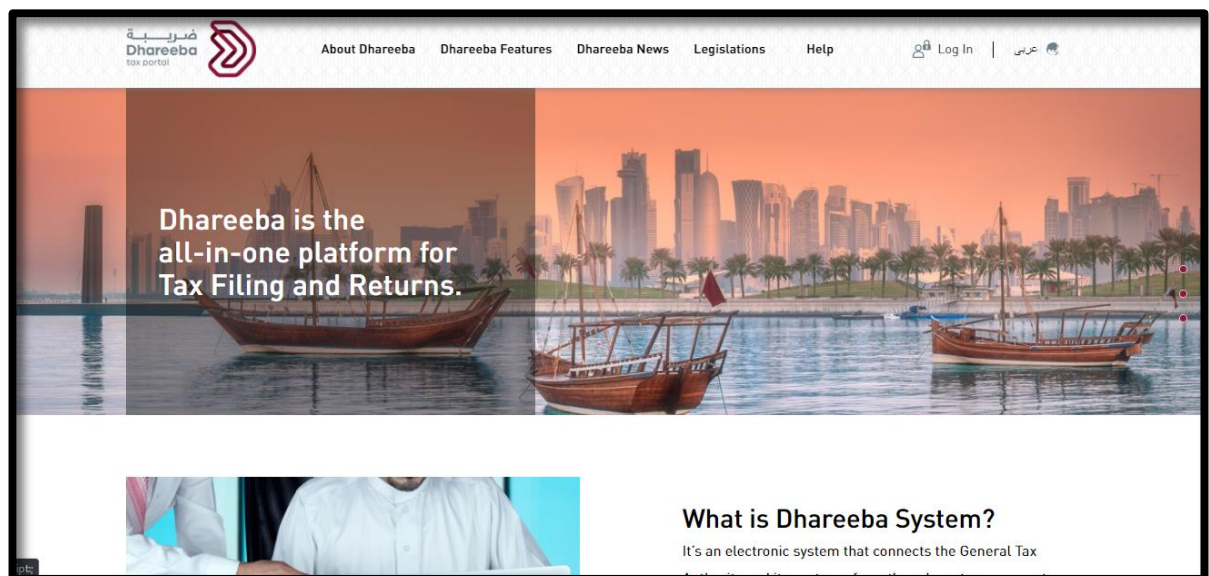 ضريبة
Dhareeba
tax portal
About Dhareeba
Dhareeba Features
Dhareeba News
Legislations
Help
Log In
عربى
Dhareeba is the
all-in-one platform for
Tax Filing and Returns.
What is Dhareeba System?
It's an electronic system that connects the General Tax